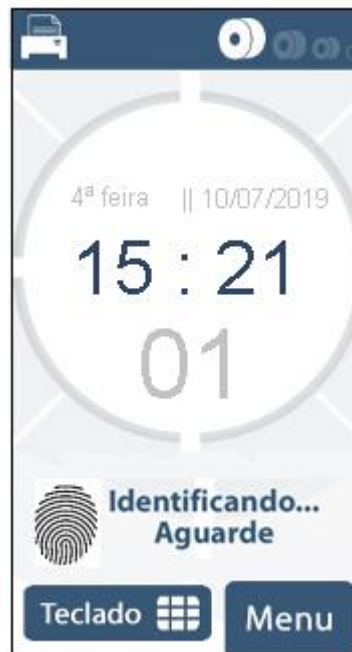 4ª feira || 10/07/2019
15 : 21
01
Identificando...
Aguarde
Teclado
Menu